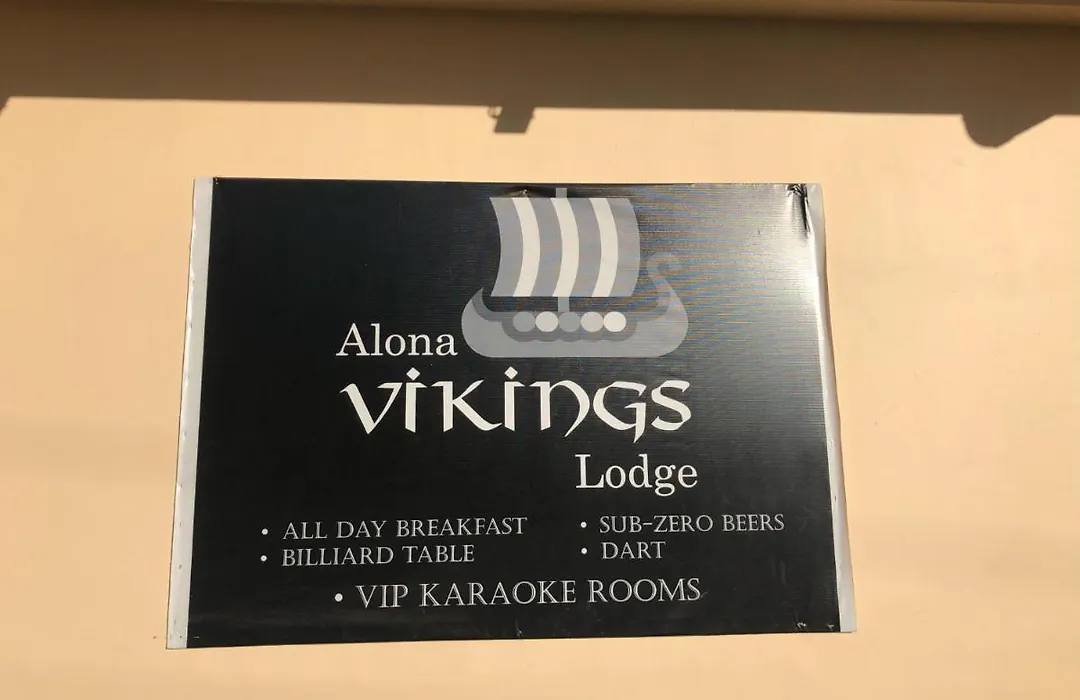 Alona
VIKINGS
Lodge
• ALL DAY BREAKFAST
• SUB-ZERO BEERS
• BILLIARD TABLE
• DART
• VIP KARAOKE ROOMS